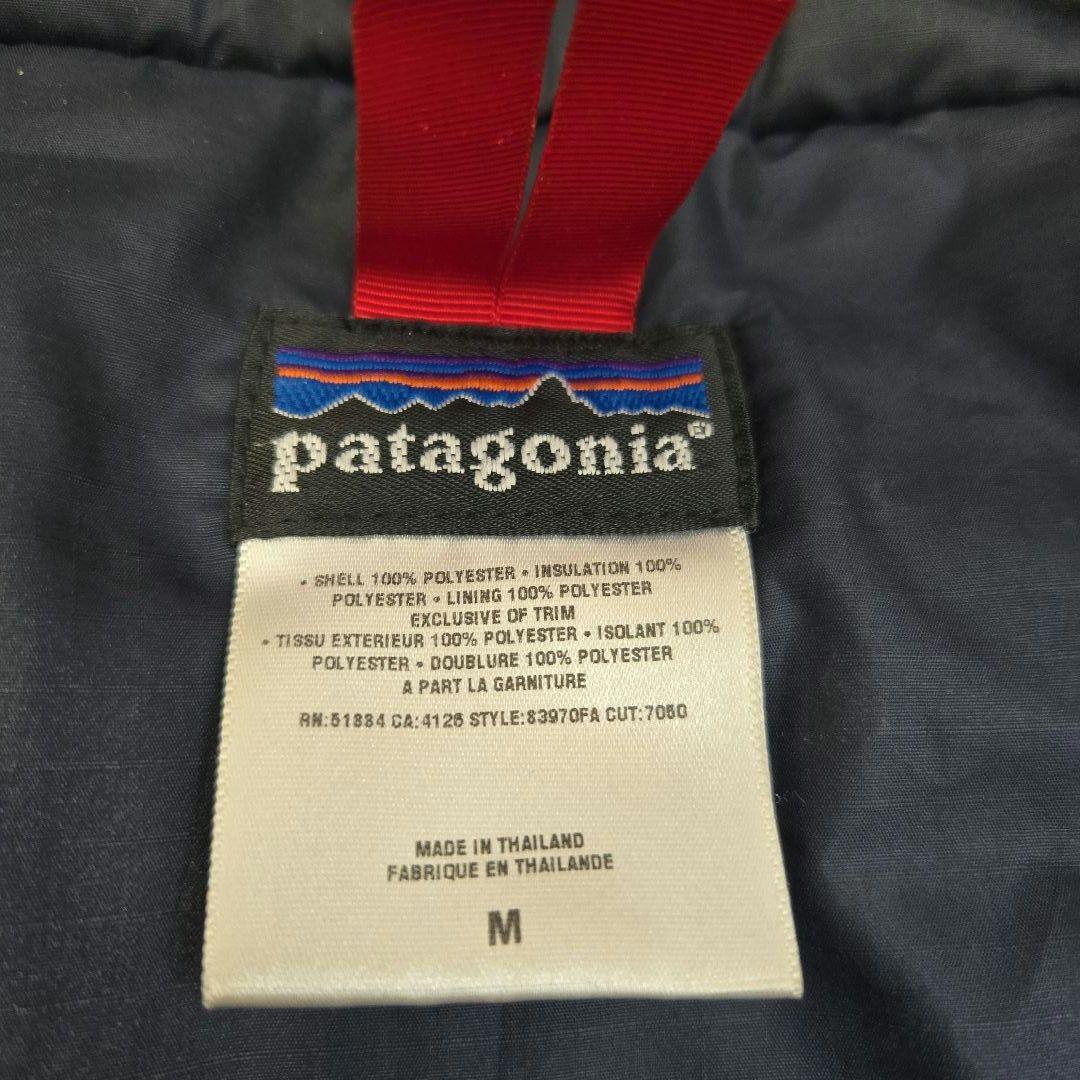 patagonia®
• SHELL 100% POLYESTER • INSULATION 100%
POLYESTER • LINING 100% POLYESTER
EXCLUSIVE OF TRIM
• TISSU EXTERIEUR 100% POLYESTER • ISOLANT 100%
POLYESTER • DOUBLURE 100% POLYESTER
A PART LA GARNITURE
RN:51884 CA:4126 STYLE:83970FA CUT:7060
MADE IN THAILAND
FABRIQUE EN THAILANDE
M